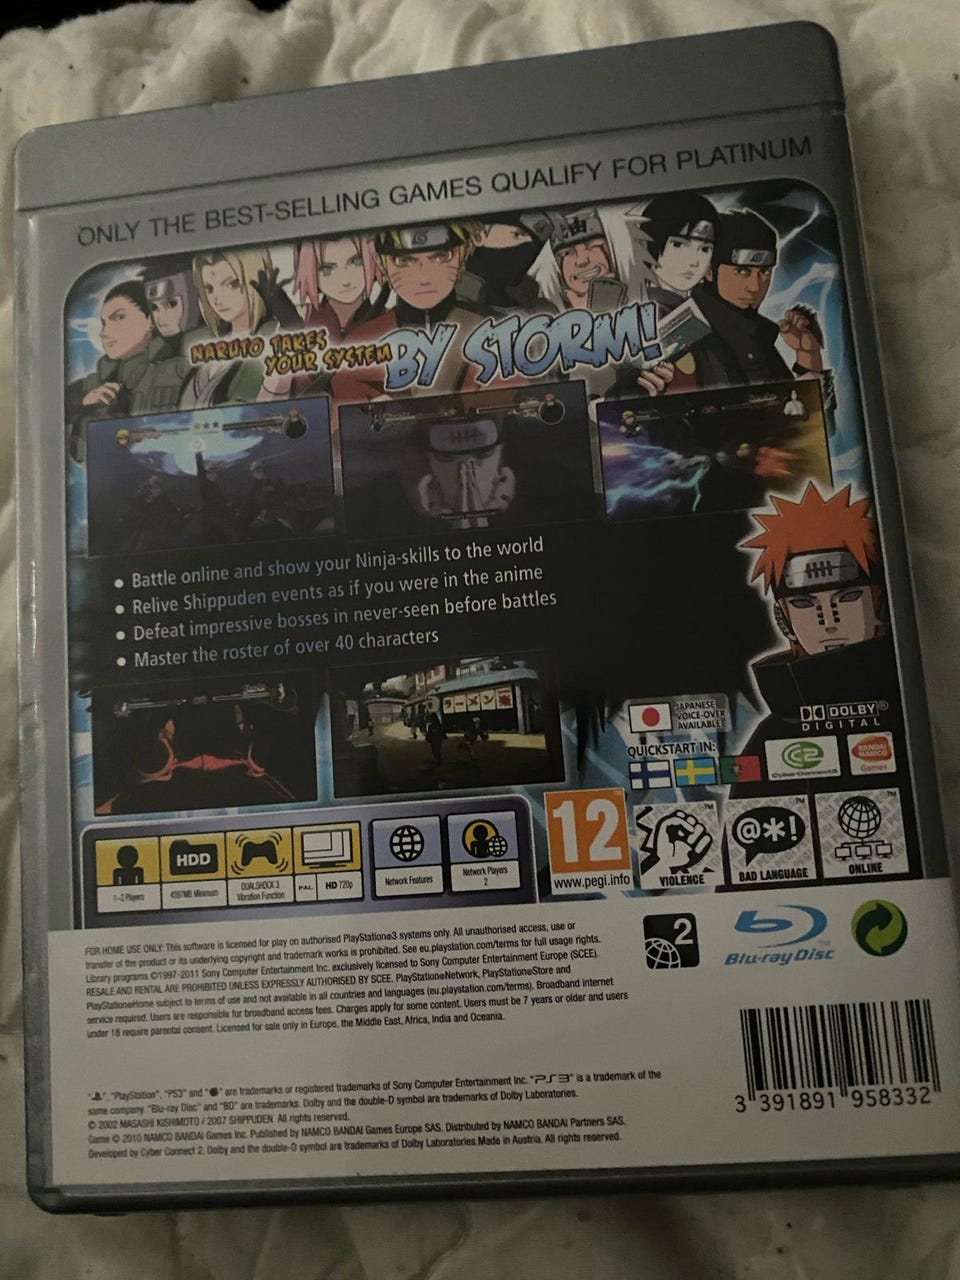 ONLY THE BEST-SELLING GAMES QUALIFY FOR PLATINUM
NARUTO TAKES
YOUR SYSTEM
BY STORM!
• Battle online and show your Ninja-skills to the world
• Relive Shippuden events as if you were in the anime
• Defeat impressive bosses in never-seen before battles
• Master the roster of over 40 characters
ラーメン
JAPANESE
VOICE-OVER
AVAILABLE
DOLBY®
DIGITAL
QUICKSTART IN:
CyberConnect2
BANDAI
NAMCO
Games
1-2 Players
HDD
4397MB Minimum
DUALSHOCK 3
Vibration Function
PAL
HD 720p
Network Features
Network Players
2
12
www.pegi.info
VIOLENCE
@*!
BAD LANGUAGE
ONLINE
FOR HOME USE ONLY: This software is licensed for play on authorised PlayStation®3 systems only. All unauthorised access, use or
transfer of the product or its underlying copyright and trademark works is prohibited. See eu.playstation.com/terms for full usage rights.
Library programs ©1997-2011 Sony Computer Entertainment Inc. exclusively licensed to Sony Computer Entertainment Europe (SCEE).
RESALE AND RENTAL ARE PROHIBITED UNLESS EXPRESSLY AUTHORISED BY SCEE. PlayStation®Network, PlayStation®Store and
PlayStation®Home subject to terms of use and not available in all countries and languages (eu.playstation.com/terms). Broadband internet
service required. Users are responsible for broadband access fees. Charges apply for some content. Users must be 7 years or older and users
under 18 require parental consent. Licensed for sale only in Europe, the Middle East, Africa, India and Oceania.
2
Blu-ray Disc™
3 391891 958332
"PlayStation", "PS3" and are trademarks or registered trademarks of Sony Computer Entertainment Inc. "PS3" is a trademark of the
same company. "Blu-ray Disc" and "BD" are trademarks. Dolby and the double-D symbol are trademarks of Dolby Laboratories.
© 2002 MASASHI KISHIMOTO / 2007 SHIPPUDEN All rights reserved.
Game © 2010 NAMCO BANDAI Games Inc. Published by NAMCO BANDAI Games Europe SAS. Distributed by NAMCO BANDAI Partners SAS.
Developed by Cyber Connect 2. Dolby and the double-D symbol are trademarks of Dolby Laboratories. Made in Austria. All rights reserved.